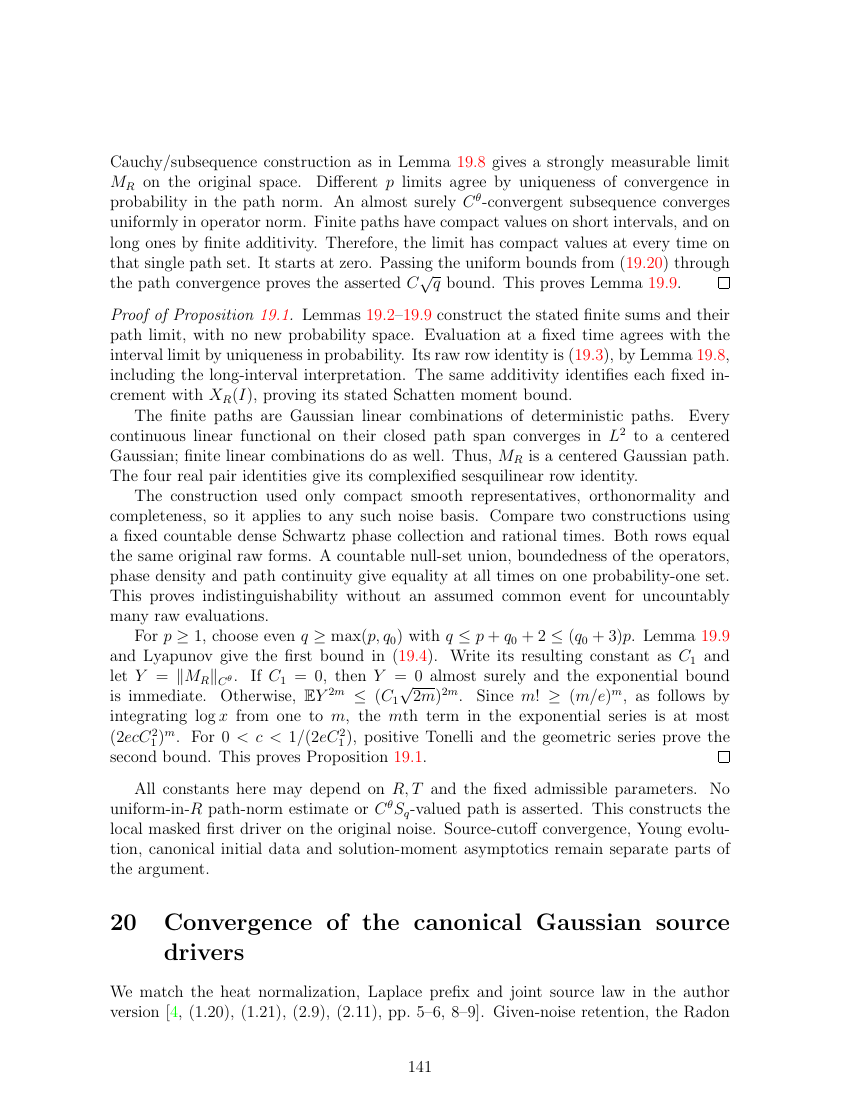 Cauchy/subsequence construction as in Lemma 19.8 gives a strongly measurable limit
M_R on the original space. Different p limits agree by uniqueness of convergence in
probability in the path norm. An almost surely C^θ-convergent subsequence converges
uniformly in operator norm. Finite paths have compact values on short intervals, and on
long ones by finite additivity. Therefore, the limit has compact values at every time on
that single path set. It starts at zero. Passing the uniform bounds from (19.20) through
the path convergence proves the asserted C√q bound. This proves Lemma 19.9. □
Proof of Proposition 19.1. Lemmas 19.2–19.9 construct the stated finite sums and their
path limit, with no new probability space. Evaluation at a fixed time agrees with the
interval limit by uniqueness in probability. Its raw row identity is (19.3), by Lemma 19.8,
including the long-interval interpretation. The same additivity identifies each fixed in-
crement with X_R(I), proving its stated Schatten moment bound.
The finite paths are Gaussian linear combinations of deterministic paths. Every
continuous linear functional on their closed path span converges in L² to a centered
Gaussian; finite linear combinations do as well. Thus, M_R is a centered Gaussian path.
The four real pair identities give its complexified sesquilinear row identity.
The construction used only compact smooth representatives, orthonormality and
completeness, so it applies to any such noise basis. Compare two constructions using
a fixed countable dense Schwartz phase collection and rational times. Both rows equal
the same original raw forms. A countable null-set union, boundedness of the operators,
phase density and path continuity give equality at all times on one probability-one set.
This proves indistinguishability without an assumed common event for uncountably
many raw evaluations.
For p ≥ 1, choose even q ≥ max(p, q₀) with q ≤ p + q₀ + 2 ≤ (q₀ + 3)p. Lemma 19.9
and Lyapunov give the first bound in (19.4). Write its resulting constant as C₁ and
let Y = ‖M_R‖_{C^θ}. If C₁ = 0, then Y = 0 almost surely and the exponential bound
is immediate. Otherwise, 𝔼Y^{2m} ≤ (C₁√2m)^{2m}. Since m! ≥ (m/e)^m, as follows by
integrating log x from one to m, the mth term in the exponential series is at most
(2ecC₁²)^m. For 0 < c < 1/(2eC₁²), positive Tonelli and the geometric series prove the
second bound. This proves Proposition 19.1. □
All constants here may depend on R, T and the fixed admissible parameters. No
uniform-in-R path-norm estimate or C^θS_q-valued path is asserted. This constructs the
local masked first driver on the original noise. Source-cutoff convergence, Young evolu-
tion, canonical initial data and solution-moment asymptotics remain separate parts of
the argument.
20 Convergence of the canonical Gaussian source
drivers
We match the heat normalization, Laplace prefix and joint source law in the author
version [4, (1.20), (1.21), (2.9), (2.11), pp. 5–6, 8–9]. Given-noise retention, the Radon
141